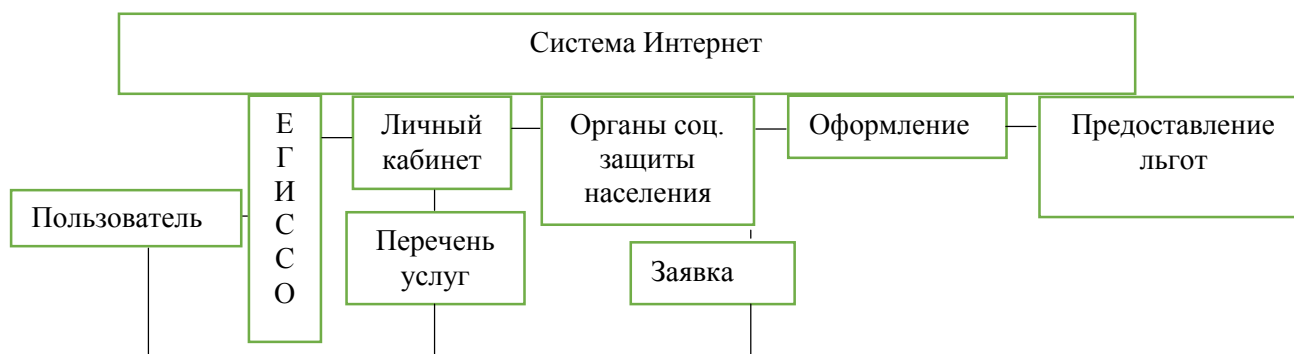 Система Интернет
Е
Г
И
С
С
О
Личный
кабинет
Органы соц.
защиты
населения
Оформление
Предоставление
льгот
Пользователь
Перечень
услуг
Заявка